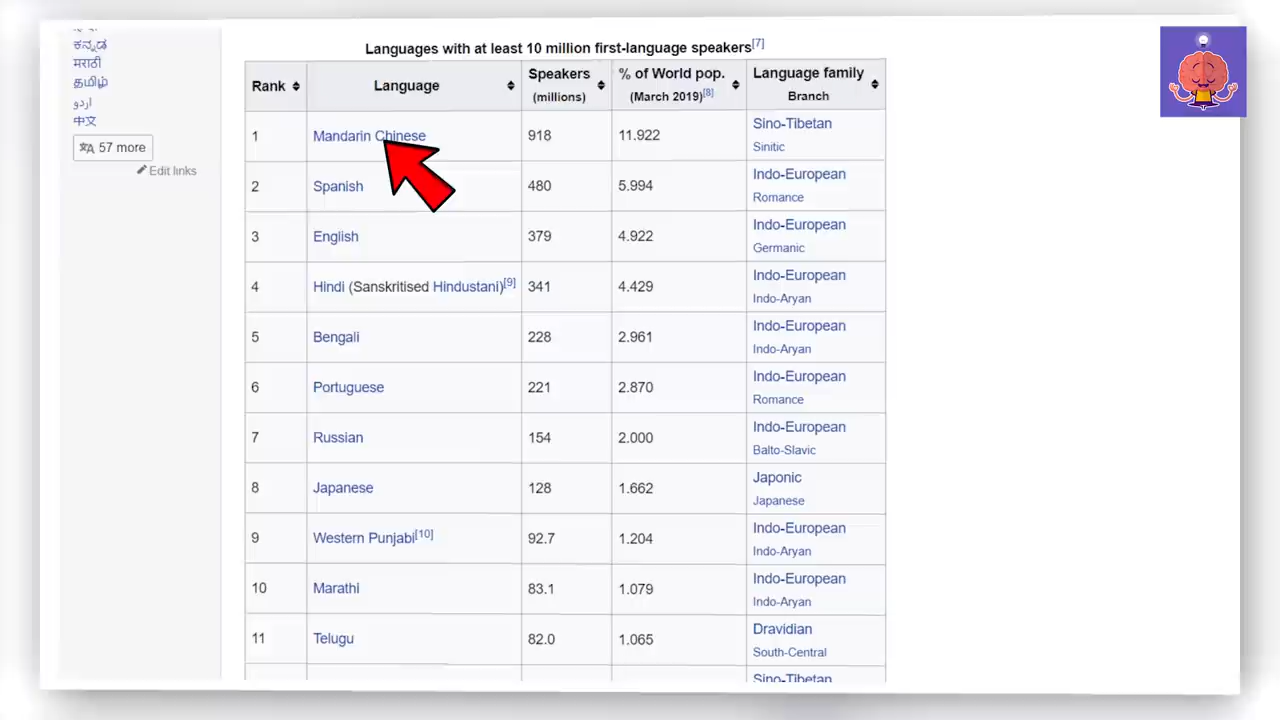 ಕನ್ನಡ
मराठी
தமிழ்
اردو
中文
57 more
Edit links
Languages with at least 10 million first-language speakers[7]
Rank Language Speakers (millions) % of World pop. (March 2019)[8] Language family Branch
1 Mandarin Chinese 918 11.922 Sino-Tibetan Sinitic
2 Spanish 480 5.994 Indo-European Romance
3 English 379 4.922 Indo-European Germanic
4 Hindi (Sanskritised Hindustani)[9] 341 4.429 Indo-European Indo-Aryan
5 Bengali 228 2.961 Indo-European Indo-Aryan
6 Portuguese 221 2.870 Indo-European Romance
7 Russian 154 2.000 Indo-European Balto-Slavic
8 Japanese 128 1.662 Japonic Japanese
9 Western Punjabi[10] 92.7 1.204 Indo-European Indo-Aryan
10 Marathi 83.1 1.079 Indo-European Indo-Aryan
11 Telugu 82.0 1.065 Dravidian South-Central
Sino-Tibetan